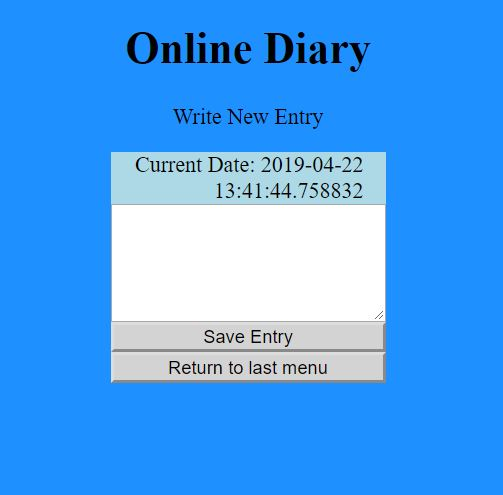 Online Diary
Write New Entry
Current Date: 2019-04-22
13:41:44.758832
Save Entry
Return to last menu